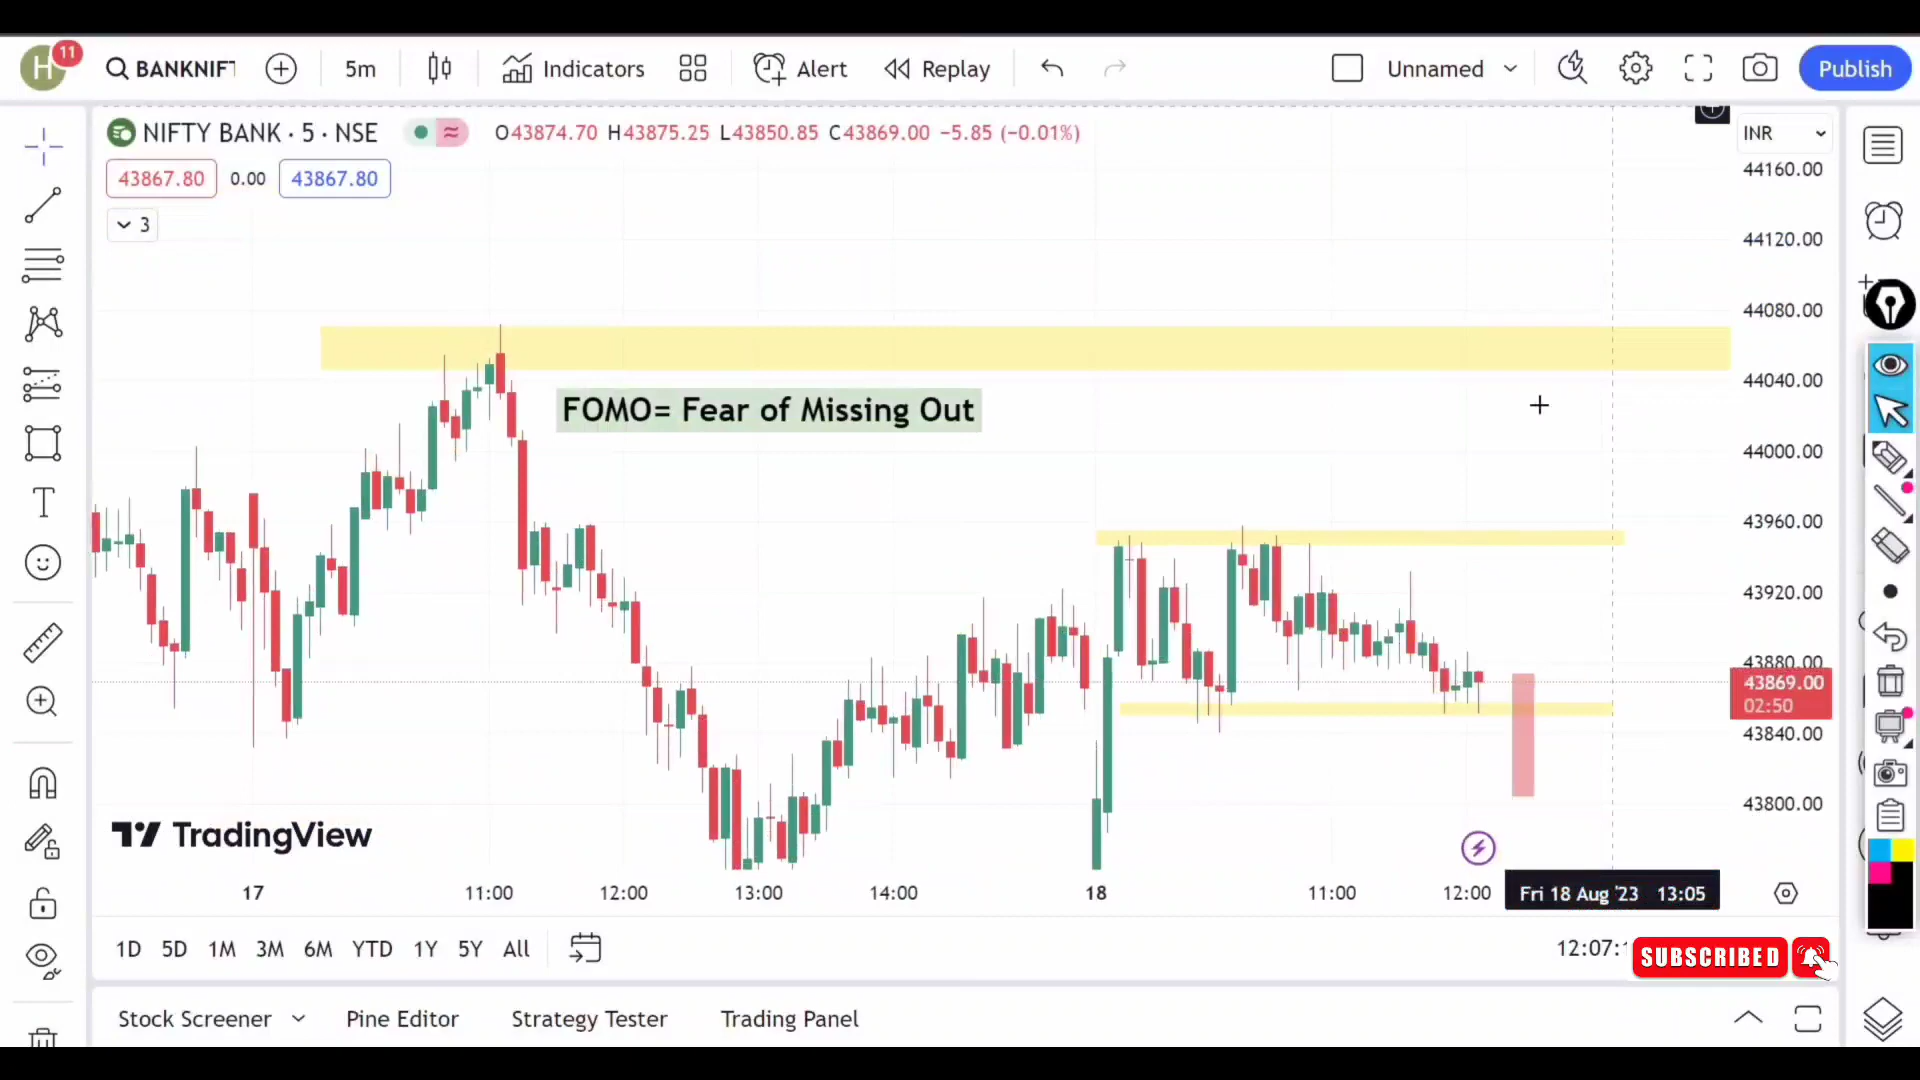 H 11 BANKNIF 5m Indicators Alert Replay Unnamed Publish
NIFTY BANK · 5 · NSE O43874.70 H43875.25 L43850.85 C43869.00 −5.85 (−0.01%)
INR
43867.80 0.00 43867.80
3
44160.00
44120.00
44080.00
44040.00
FOMO= Fear of Missing Out
44000.00
43960.00
43920.00
43880.00
43869.00
02:50
43840.00
43800.00
TradingView
17 11:00 12:00 13:00 14:00 18 11:00 12:00 Fri 18 Aug '23 13:05
1D 5D 1M 3M 6M YTD 1Y 5Y All
12:07:
SUBSCRIBED
Stock Screener Pine Editor Strategy Tester Trading Panel